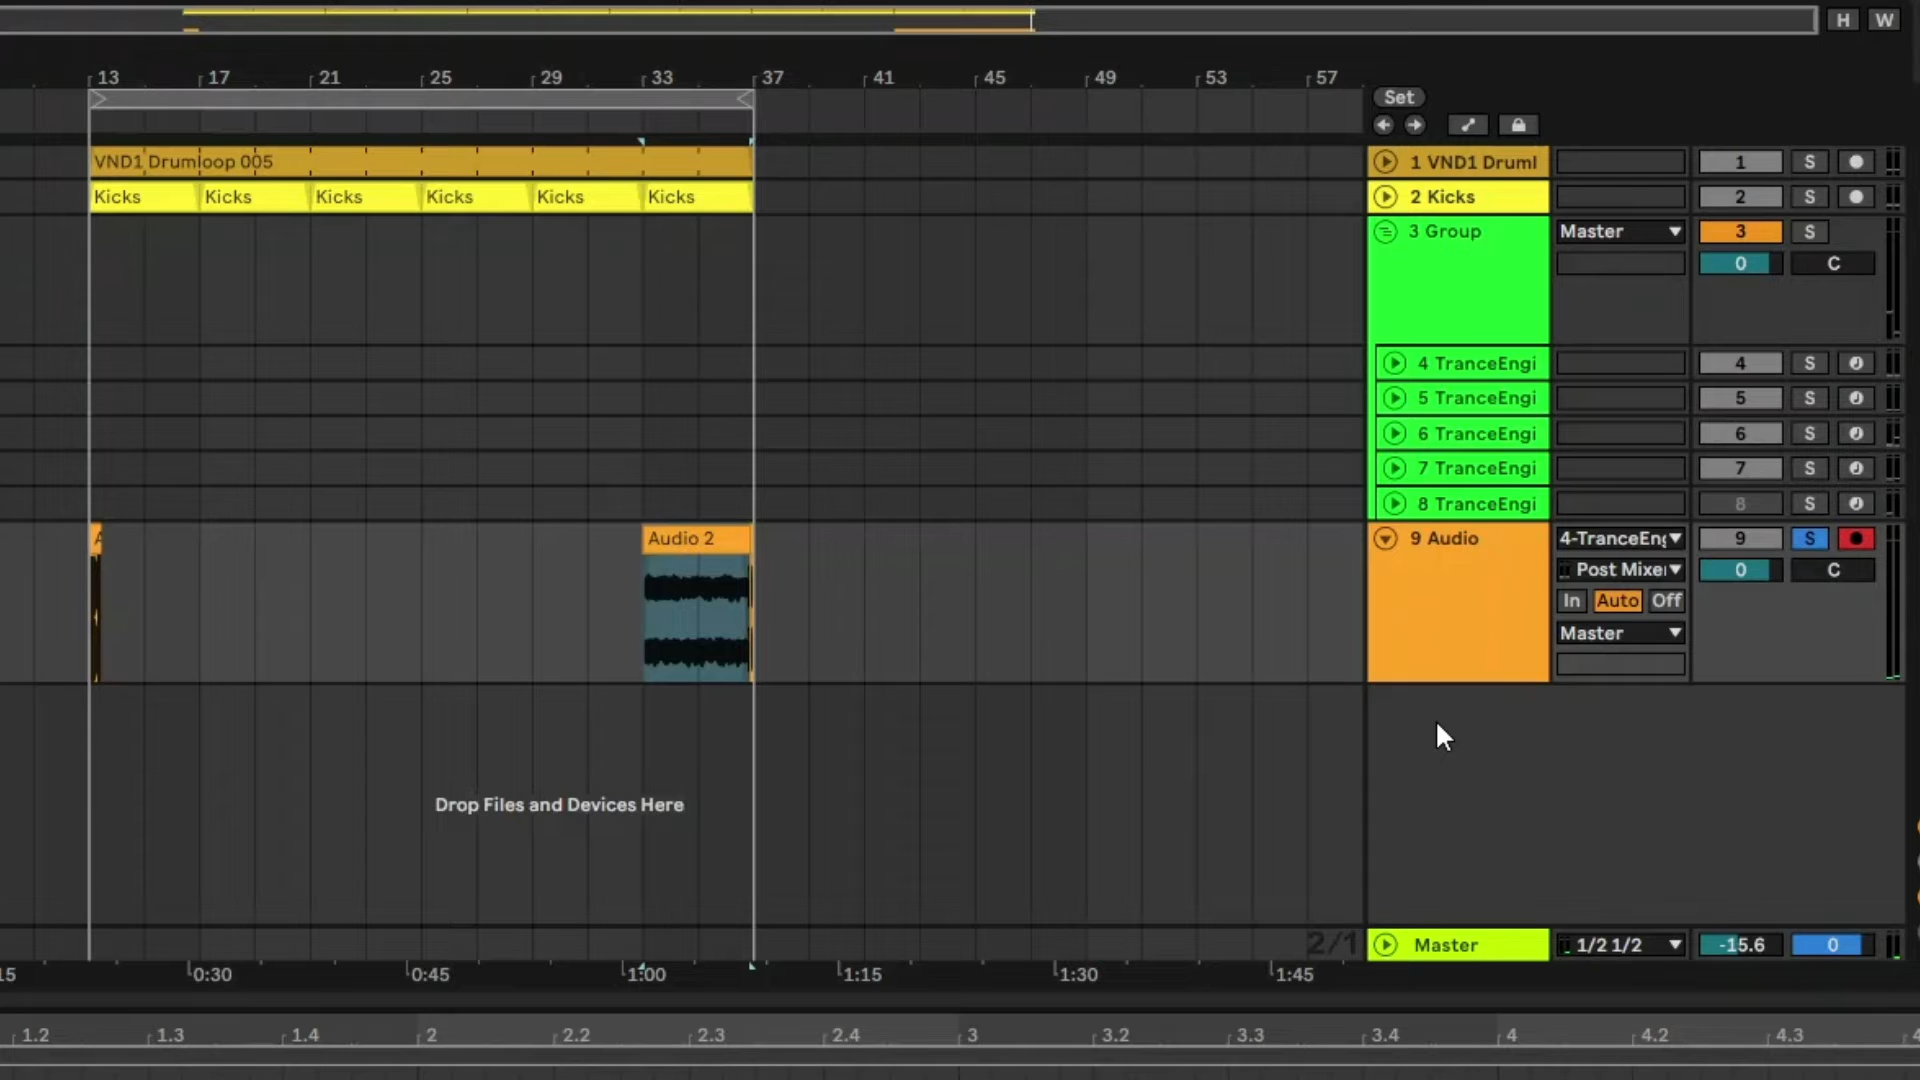 H W
13 17 21 25 29 33 37 41 45 49 53 57
Set
VND1 Drumloop 005
1 VND1 Druml 1 S
Kicks Kicks Kicks Kicks Kicks Kicks
2 Kicks 2 S
3 Group Master 3 S
0 C
4 TranceEngi 4 S
5 TranceEngi 5 S
6 TranceEngi 6 S
7 TranceEngi 7 S
8 TranceEngi 8 S
A Audio 2
9 Audio 4-TranceEng 9 S
Post Mixer 0 C
In Auto Off
Master
Drop Files and Devices Here
2/1
Master 1/2 1/2 -15.6 0
15 0:30 0:45 1:00 1:15 1:30 1:45
1.2 1.3 1.4 2 2.2 2.3 2.4 3 3.2 3.3 3.4 4 4.2 4.3 4